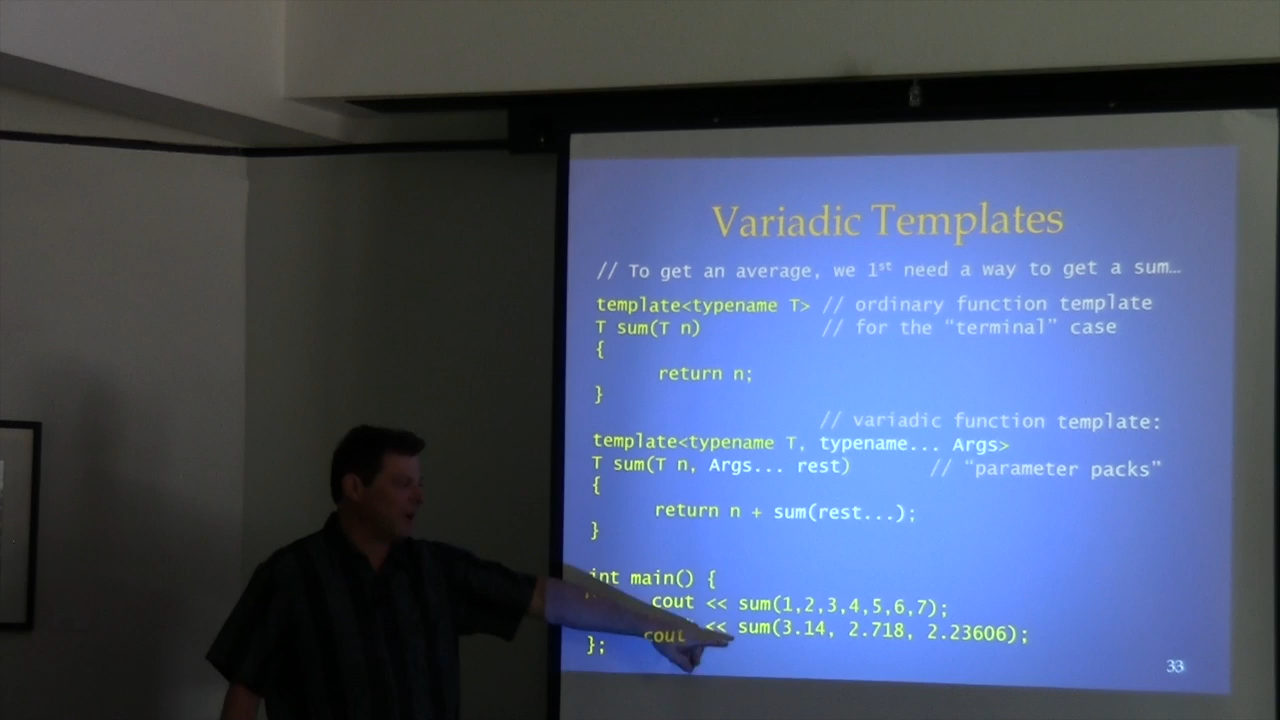 Variadic Templates
// To get an average, we 1st need a way to get a sum…
template<typename T> // ordinary function template
T sum(T n) // for the "terminal" case
{
return n;
}
// variadic function template:
template<typename T, typename... Args>
T sum(T n, Args... rest) // "parameter packs"
{
return n + sum(rest...);
}
int main() {
cout << sum(1,2,3,4,5,6,7);
cout << sum(3.14, 2.718, 2.23606);
};
33